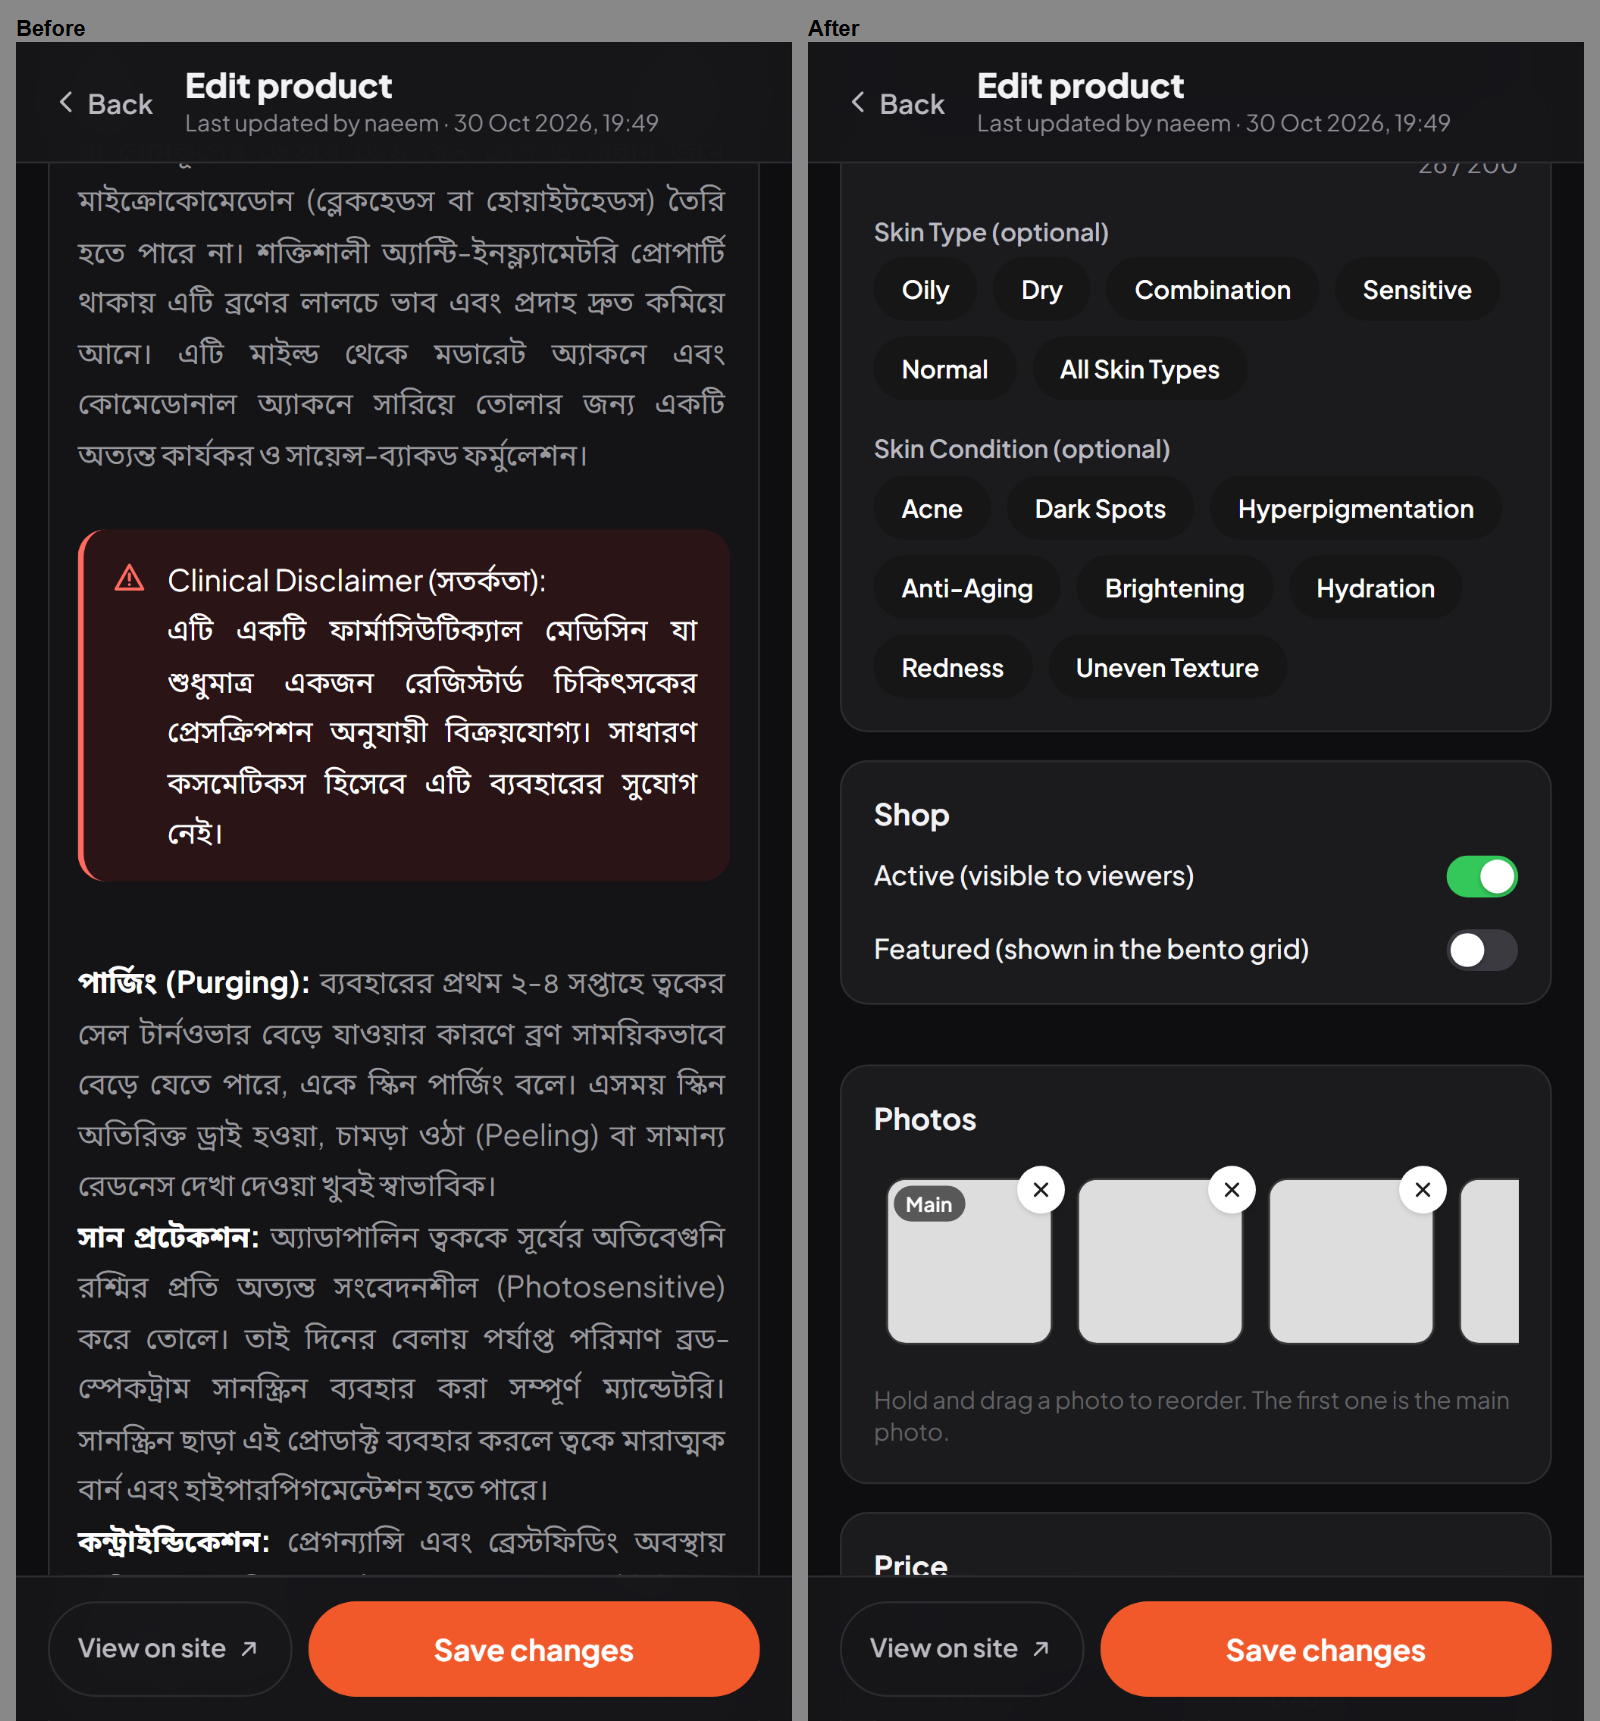 Before
Back
Edit product
Last updated by naeem · 30 Oct 2026, 19:49
মাইক্রোকোমেডোন (ব্লেকহেডস বা হোয়াইটহেডস) তৈরি
হতে পারে না। শক্তিশালী অ্যান্টি-ইনফ্ল্যামেটরি প্রোপার্টি
থাকায় এটি ব্রণের লালচে ভাব এবং প্রদাহ দ্রুত কমিয়ে
আনে। এটি মাইল্ড থেকে মডারেট অ্যাকনে এবং
কোমেডোনাল অ্যাকনে সারিয়ে তোলার জন্য একটি
অত্যন্ত কার্যকর ও সায়েন্স-ব্যাকড ফর্মুলেশন।
Clinical Disclaimer (সতর্কতা):
এটি একটি ফার্মাসিউটিক্যাল মেডিসিন যা
শুধুমাত্র একজন রেজিস্টার্ড চিকিৎসকের
প্রেসক্রিপশন অনুযায়ী বিক্রয়যোগ্য। সাধারণ
কসমেটিকস হিসেবে এটি ব্যবহারের সুযোগ
নেই।
পার্জিং (Purging): ব্যবহারের প্রথম ২-৪ সপ্তাহে ত্বকের
সেল টার্নওভার বেড়ে যাওয়ার কারণে ব্রণ সাময়িকভাবে
বেড়ে যেতে পারে, একে স্কিন পার্জিং বলে। এসময় স্কিন
অতিরিক্ত ড্রাই হওয়া, চামড়া ওঠা (Peeling) বা সামান্য
রেডনেস দেখা দেওয়া খুবই স্বাভাবিক।
সান প্রটেকশন: অ্যাডাপালিন ত্বককে সূর্যের অতিবেগুনি
রশ্মির প্রতি অত্যন্ত সংবেদনশীল (Photosensitive)
করে তোলে। তাই দিনের বেলায় পর্যাপ্ত পরিমাণ ব্রড-
স্পেকট্রাম সানস্ক্রিন ব্যবহার করা সম্পূর্ণ ম্যান্ডেটরি।
সানস্ক্রিন ছাড়া এই প্রোডাক্ট ব্যবহার করলে ত্বকে মারাত্মক
বার্ন এবং হাইপারপিগমেন্টেশন হতে পারে।
কন্ট্রাইন্ডিকেশন: প্রেগন্যান্সি এবং ব্রেস্টফিডিং অবস্থায়
View on site
Save changes
After
Back
Edit product
Last updated by naeem · 30 Oct 2026, 19:49
26 / 200
Skin Type (optional)
Oily Dry Combination Sensitive
Normal All Skin Types
Skin Condition (optional)
Acne Dark Spots Hyperpigmentation
Anti-Aging Brightening Hydration
Redness Uneven Texture
Shop
Active (visible to viewers)
Featured (shown in the bento grid)
Photos
Main
Hold and drag a photo to reorder. The first one is the main
photo.
Price
View on site
Save changes